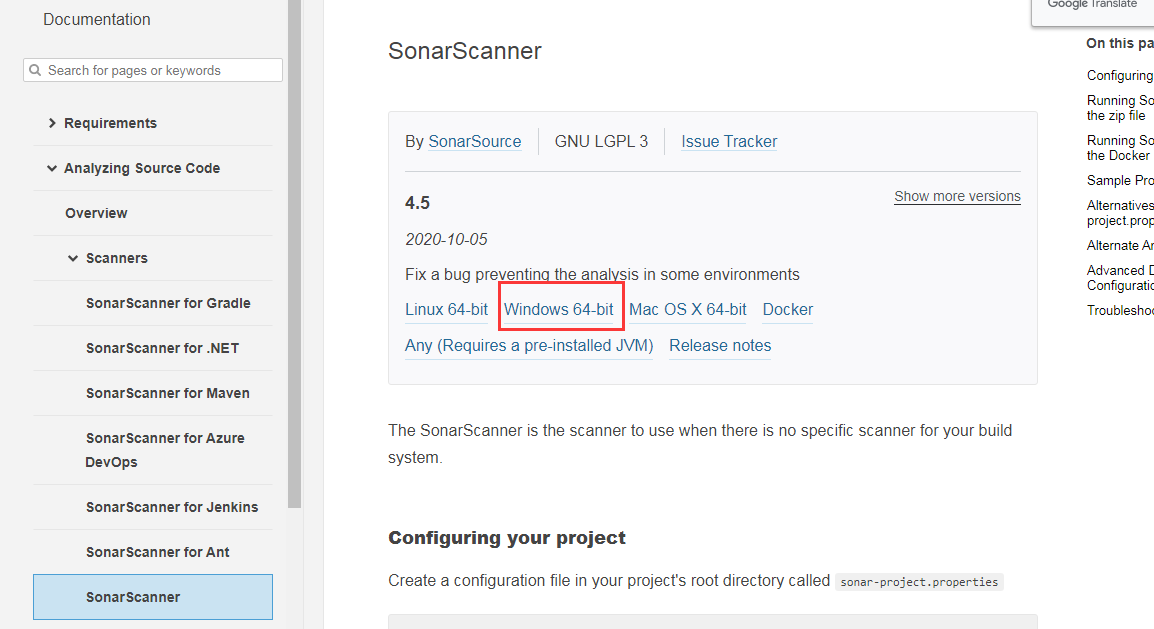 Documentation
Search for pages or keywords
Requirements
Analyzing Source Code
Overview
Scanners
SonarScanner for Gradle
SonarScanner for .NET
SonarScanner for Maven
SonarScanner for Azure
DevOps
SonarScanner for Jenkins
SonarScanner for Ant
SonarScanner
SonarScanner
By SonarSource GNU LGPL 3 Issue Tracker
4.5
Show more versions
2020-10-05
Fix a bug preventing the analysis in some environments
Linux 64-bit Windows 64-bit Mac OS X 64-bit Docker
Any (Requires a pre-installed JVM) Release notes
The SonarScanner is the scanner to use when there is no specific scanner for your build
system.
Configuring your project
Create a configuration file in your project's root directory called sonar-project.properties
Google Translate
On this pa
Configuring
Running So
the zip file
Running So
the Docker
Sample Pro
Alternatives
project.prop
Alternate An
Advanced D
Configuratio
Troubleshoo